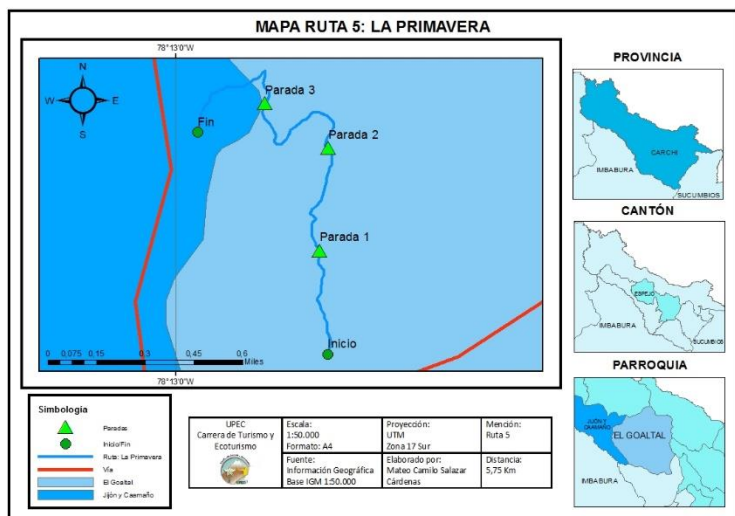 MAPA RUTA 5: LA PRIMAVERA
78°13'0"W
N
W E
S
Parada 3
Fin
Parada 2
Parada 1
Inicio
0 0,075 0,15 0,3 0,45 0,6
Miles
78°13'0"W
PROVINCIA
CARCHI
IMBABURA
SUCUMBIOS
CANTÓN
ESPEJO
IMBABURA
SUCUMBIOS
PARROQUIA
JIJÓN Y
CAAMAÑO
EL GOALTAL
IMBABURA
Simbología
Paradas
Inicio/Fin
Ruta: La Primavera
Vía
El Goaltal
Jijón y Caamaño
UPEC
Carrera de Turismo y
Ecoturismo
Escala:
1:50.000
Formato: A4
Proyección:
UTM
Zona 17 Sur
Mención:
Ruta 5
Fuente:
Información Geográfica
Base IGM 1:50.000
Elaborado por:
Mateo Camilo Salazar
Cárdenas
Distancia:
5,75 Km